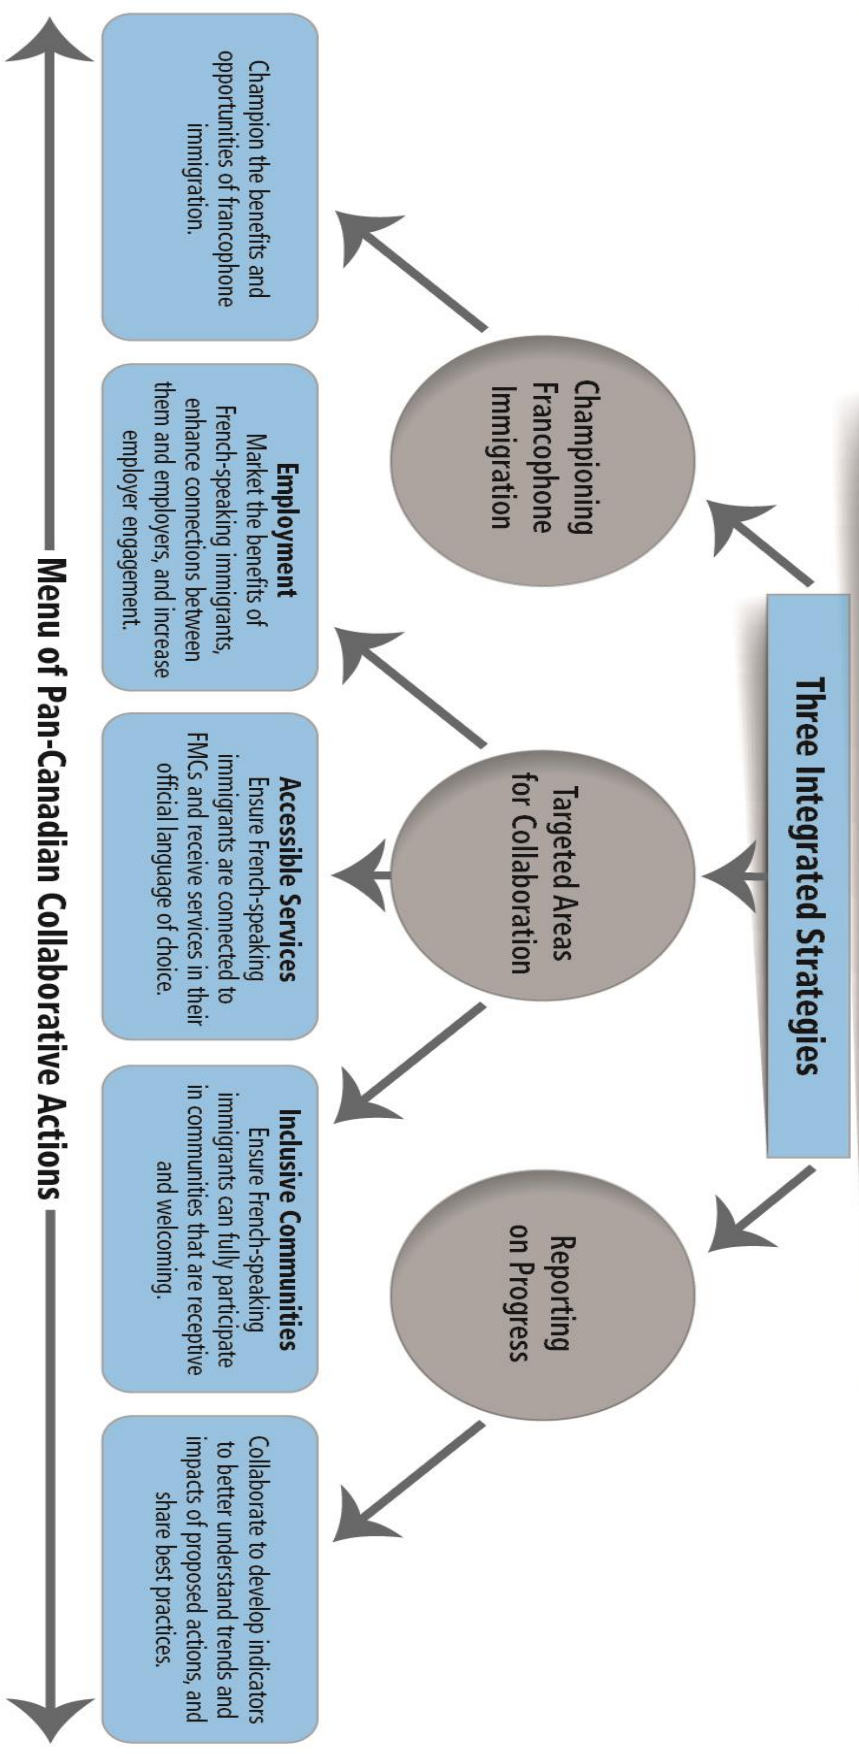 Three Integrated Strategies
Championing
Francophone
Immigration
Targeted Areas
for Collaboration
Reporting
on Progress
Champion the benefits and
opportunities of francophone
immigration.
Employment
Market the benefits of
French-speaking immigrants,
enhance connections between
them and employers, and increase
employer engagement.
Accessible Services
Ensure French-speaking
immigrants are connected to
FMCs and receive services in their
official language of choice.
Inclusive Communities
Ensure French-speaking
immigrants can fully participate
in communities that are receptive
and welcoming.
Collaborate to develop indicators
to better understand trends and
impacts of proposed actions, and
share best practices.
Menu of Pan-Canadian Collaborative Actions